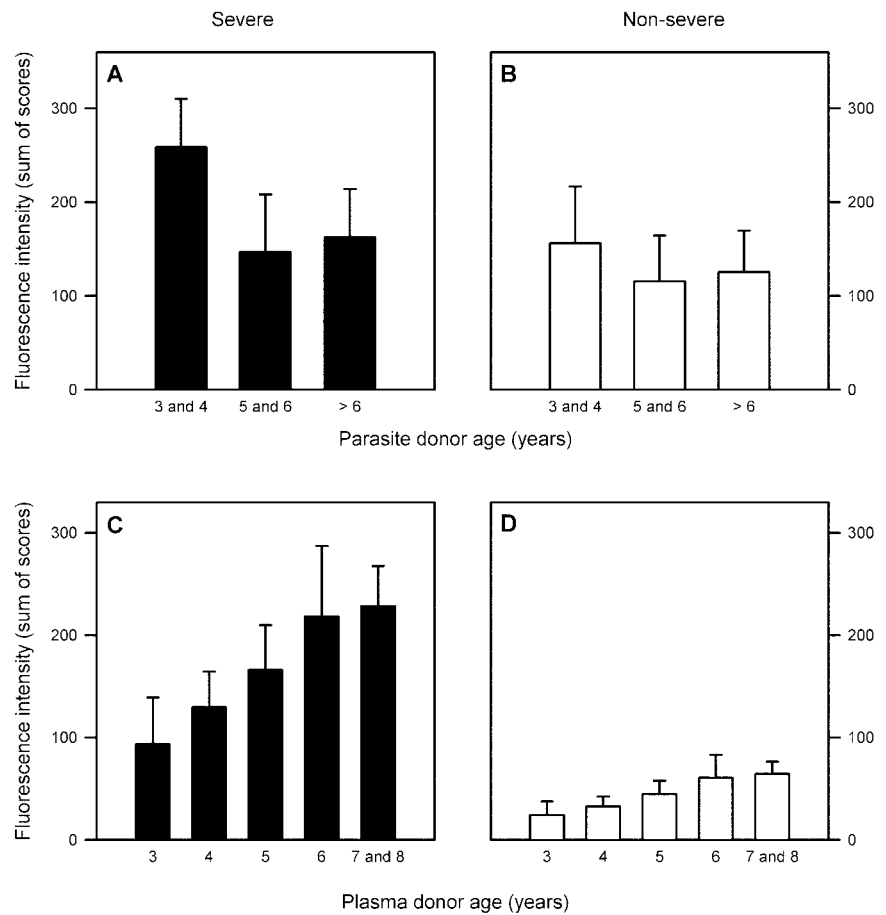 Severe
Non-severe
Fluorescence intensity (sum of scores)
A
300
200
100
0
3 and 4
5 and 6
> 6
B
300
200
100
0
3 and 4
5 and 6
> 6
Parasite donor age (years)
Fluorescence intensity (sum of scores)
C
300
200
100
0
3
4
5
6
7 and 8
D
300
200
100
0
3
4
5
6
7 and 8
Plasma donor age (years)